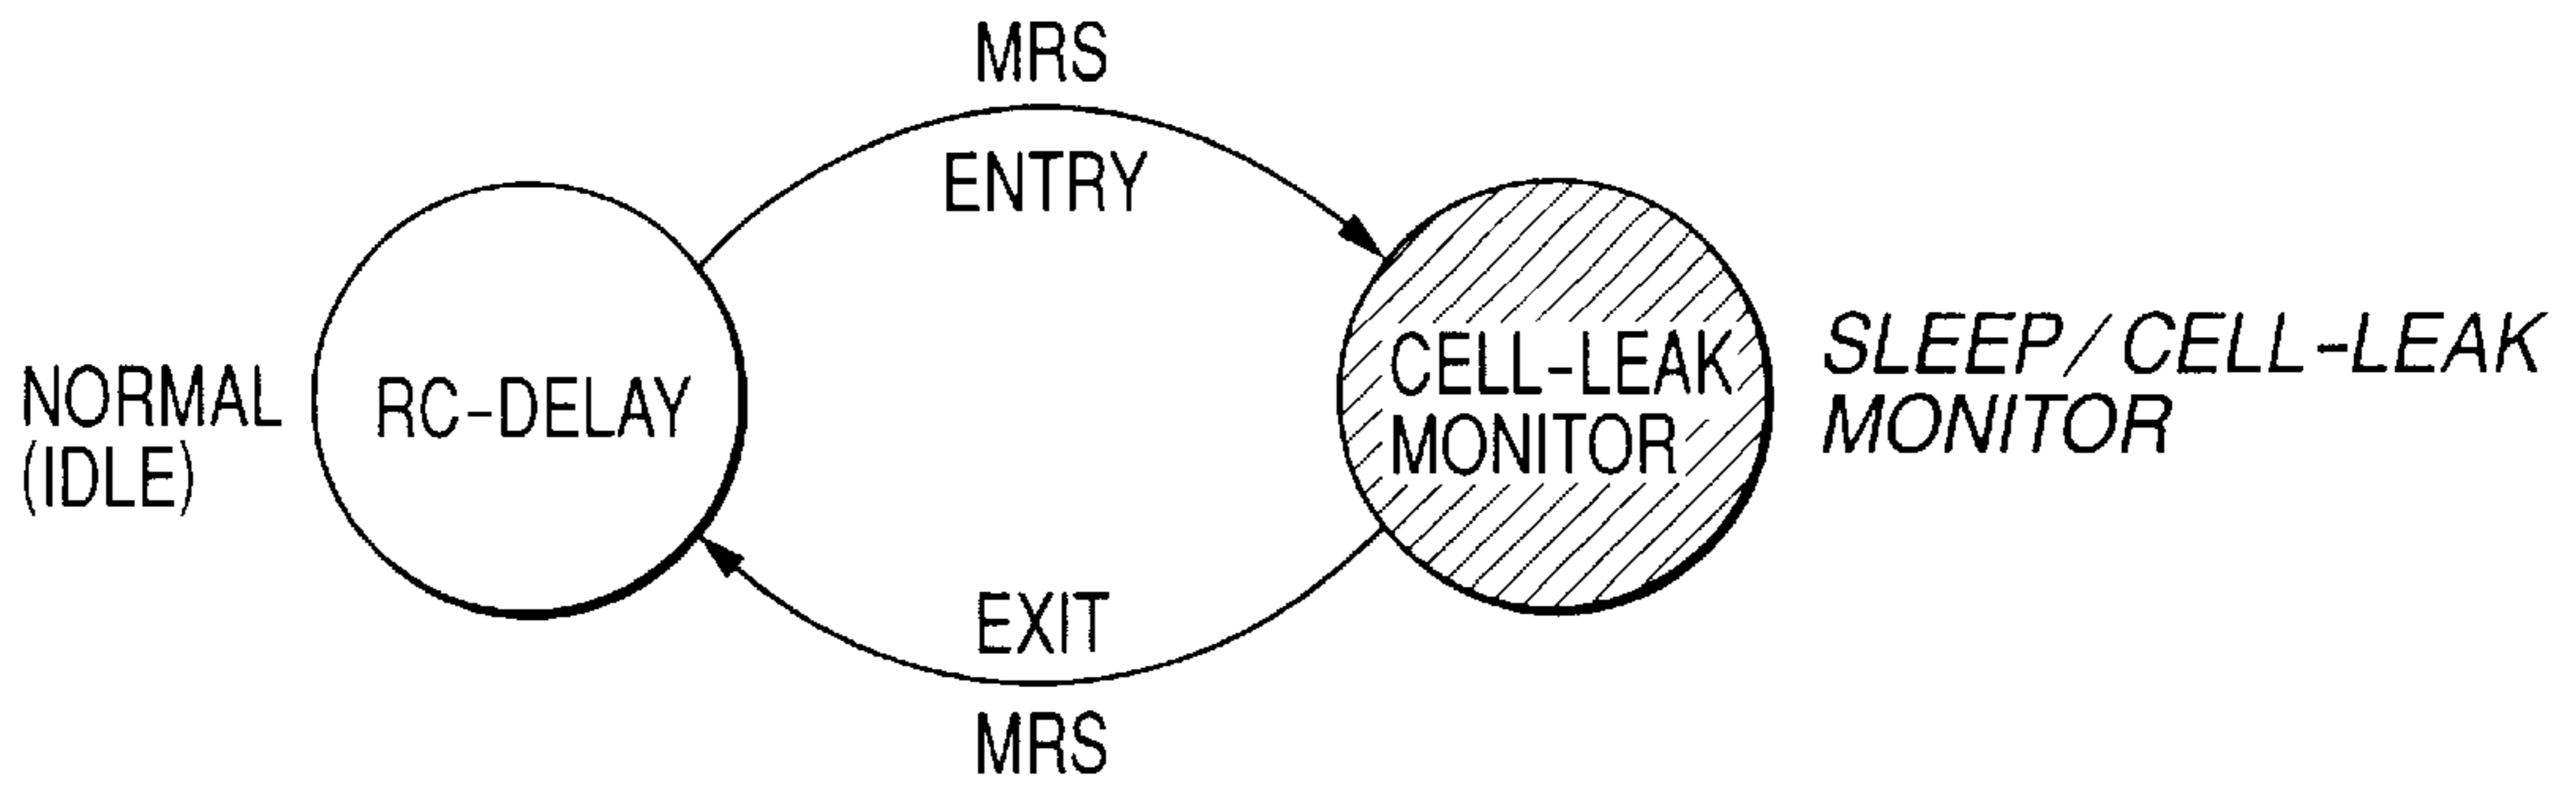 MRS
ENTRY
NORMAL
(IDLE)
RC-DELAY
CELL-LEAK
MONITOR
SLEEP/CELL-LEAK
MONITOR
EXIT
MRS